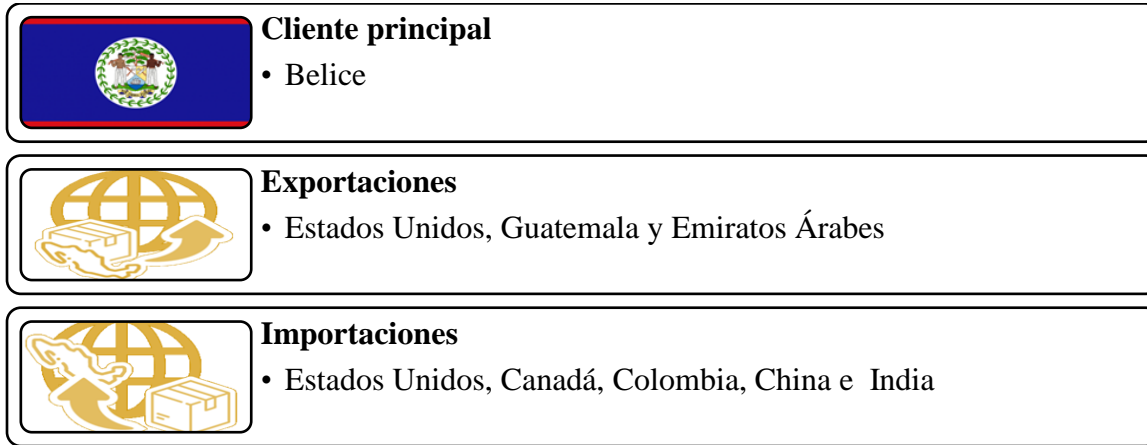 Cliente principal
• Belice
Exportaciones
• Estados Unidos, Guatemala y Emiratos Árabes
Importaciones
• Estados Unidos, Canadá, Colombia, China e  India